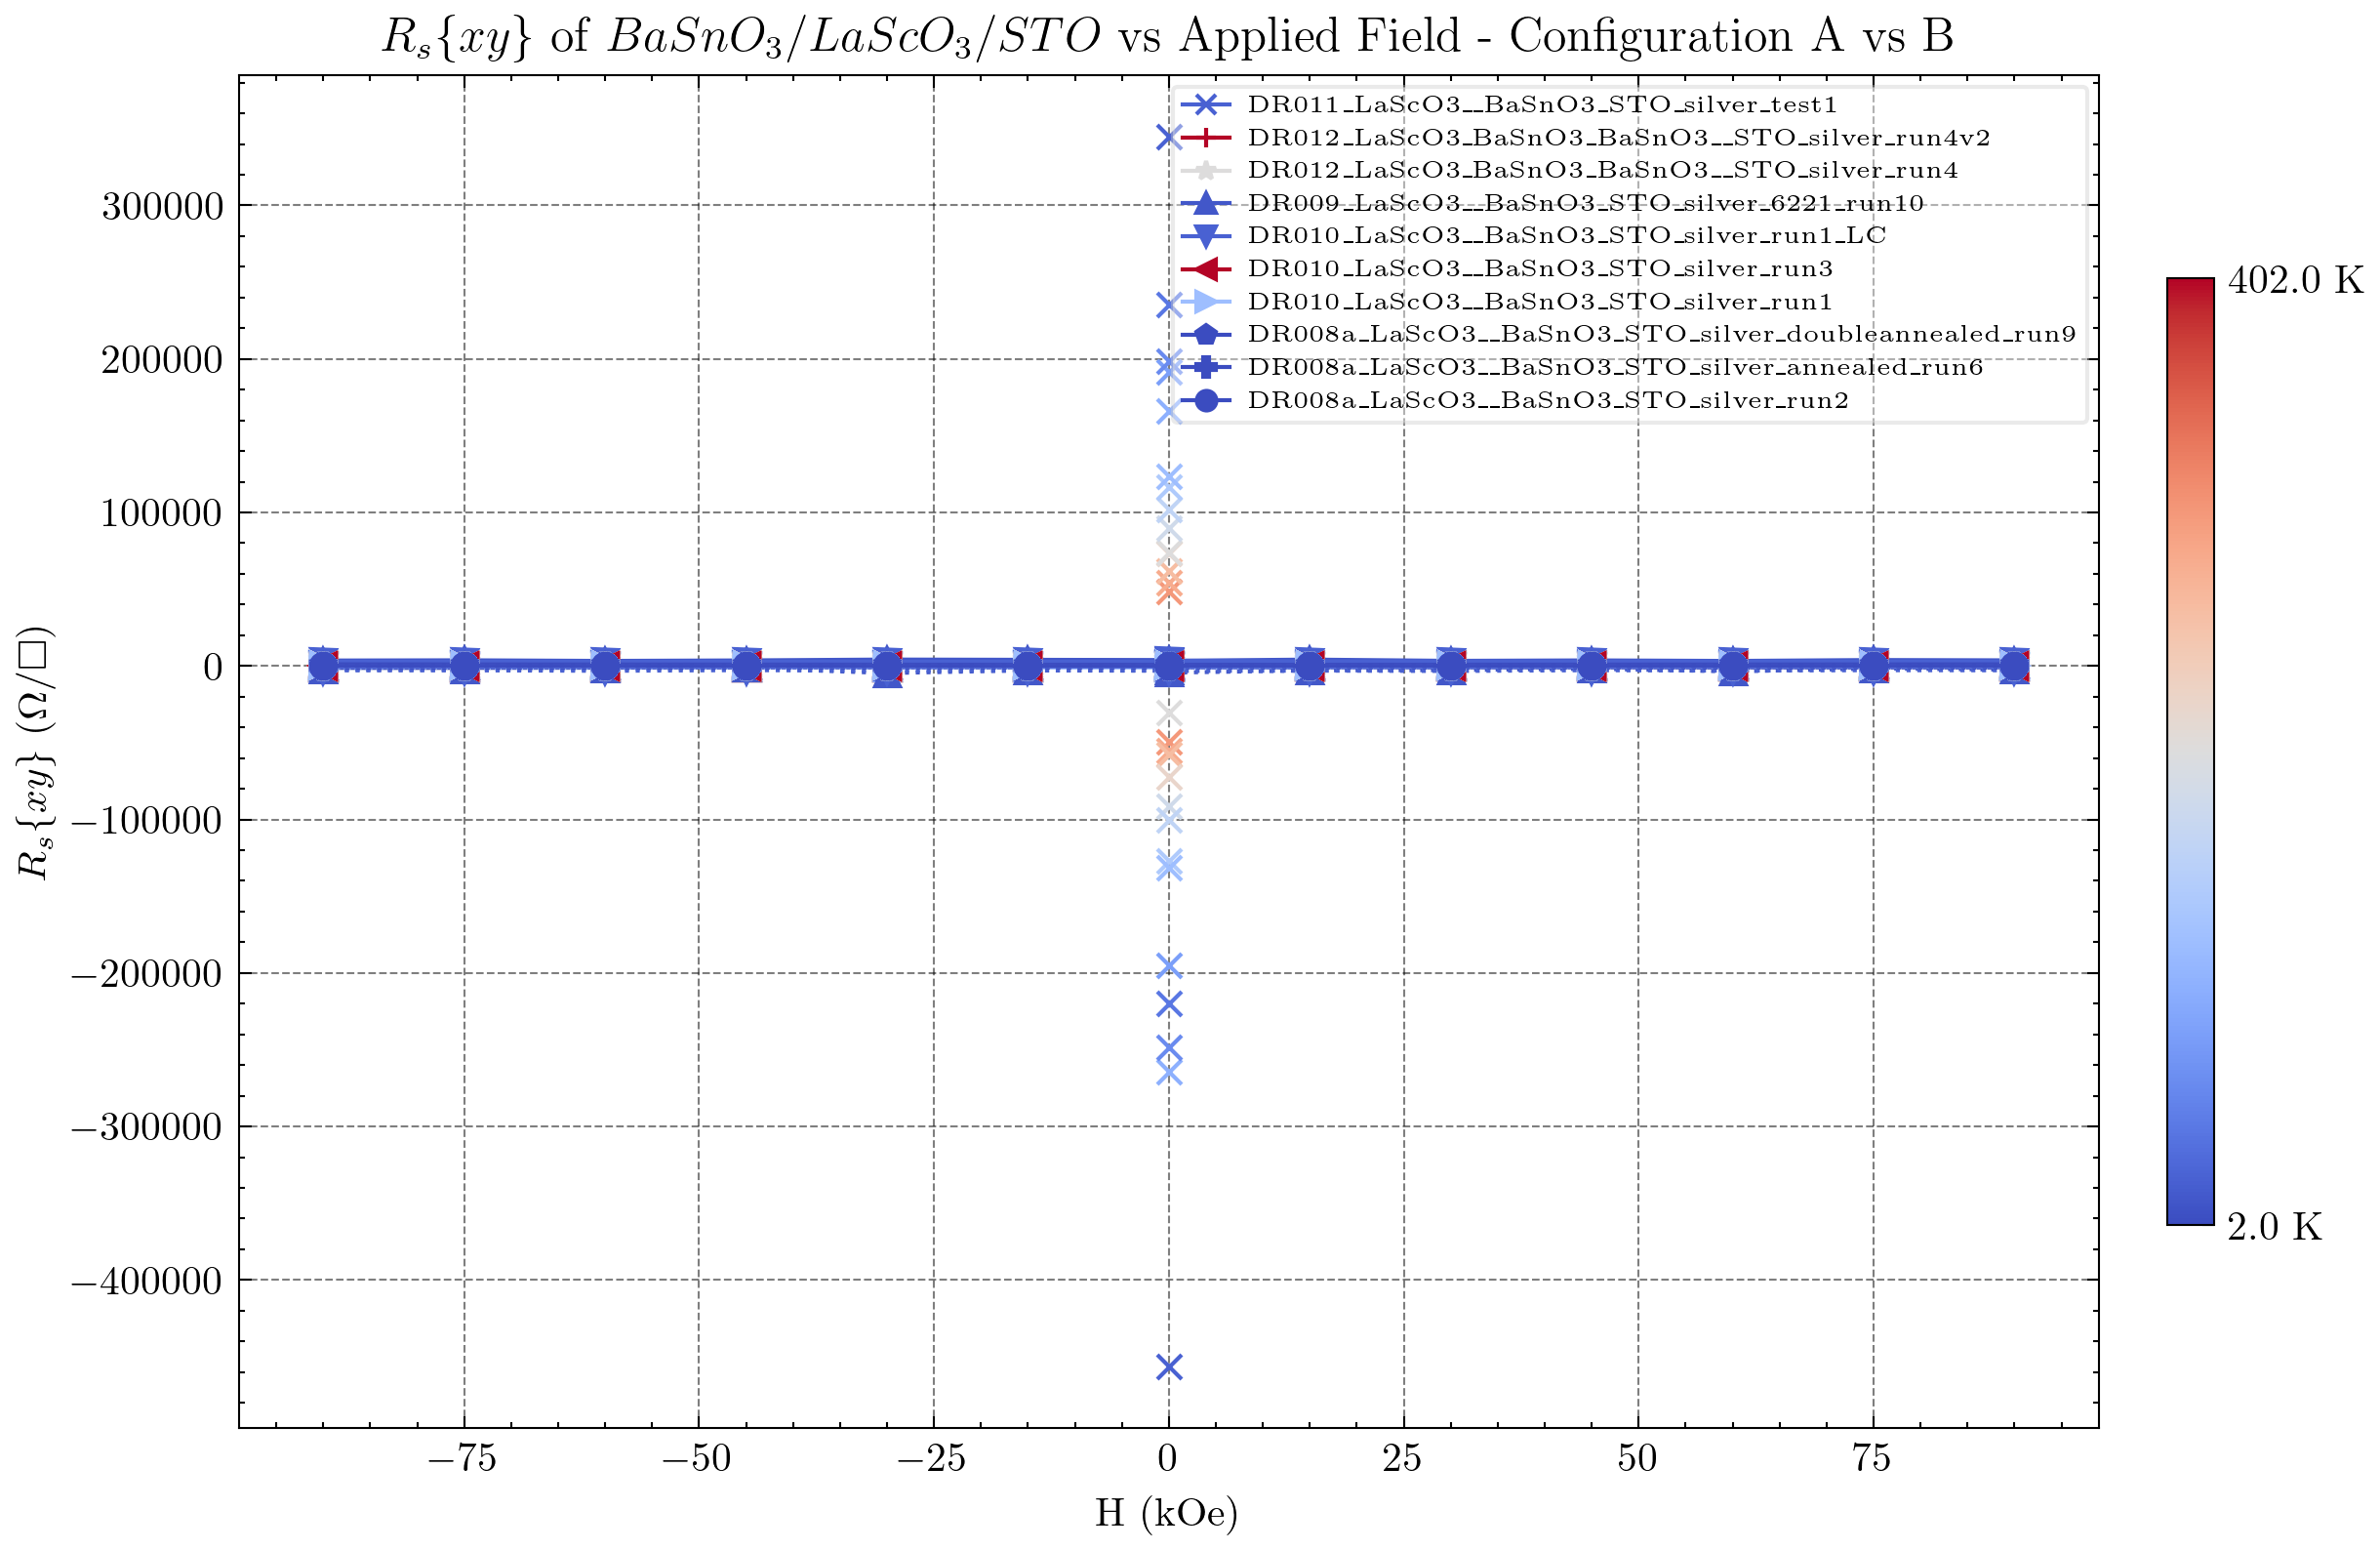 R_s{xy} of BaSnO_3/LaScO_3/STO vs Applied Field - Configuration A vs B
DR011_LaScO3__BaSnO3_STO_silver_test1
DR012_LaScO3_BaSnO3_BaSnO3__STO_silver_run4v2
DR012_LaScO3_BaSnO3_BaSnO3__STO_silver_run4
DR009_LaScO3__BaSnO3_STO_silver_6221_run10
DR010_LaScO3__BaSnO3_STO_silver_run1_LC
DR010_LaScO3__BaSnO3_STO_silver_run3
DR010_LaScO3__BaSnO3_STO_silver_run1
DR008a_LaScO3__BaSnO3_STO_silver_doubleannealed_run9
DR008a_LaScO3__BaSnO3_STO_silver_annealed_run6
DR008a_LaScO3__BaSnO3_STO_silver_run2
300000
200000
100000
0
−100000
−200000
−300000
−400000
R_s{xy} (Ω/□)
−75 −50 −25 0 25 50 75
H (kOe)
402.0 K
2.0 K